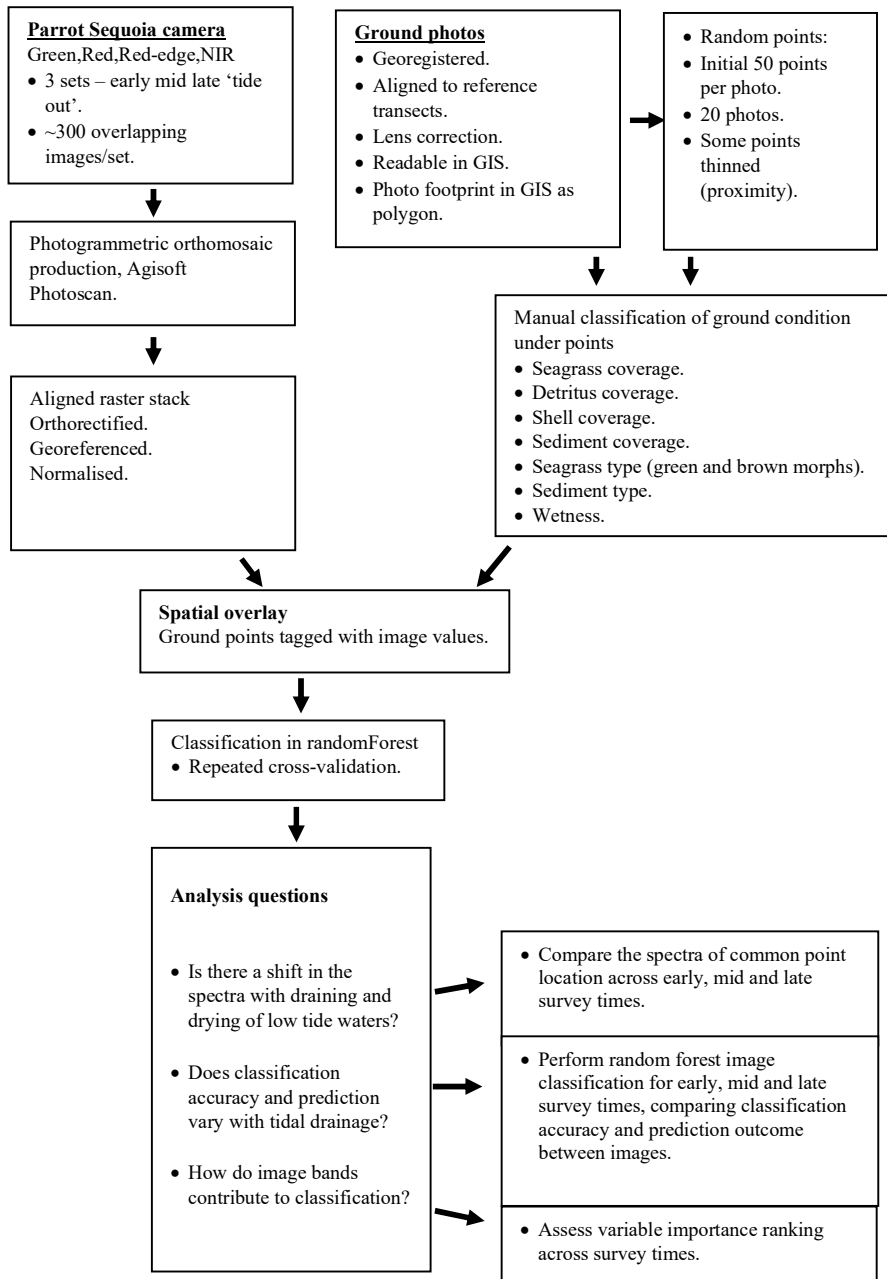 Parrot Sequoia camera
Green,Red,Red-edge,NIR
• 3 sets – early mid late ‘tide
out’.
• ~300 overlapping
images/set.
Ground photos
• Georegistered.
• Aligned to reference
transects.
• Lens correction.
• Readable in GIS.
• Photo footprint in GIS as
polygon.
• Random points:
• Initial 50 points
per photo.
• 20 photos.
• Some points
thinned
(proximity).
Photogrammetric orthomosaic
production, Agisoft
Photoscan.
Manual classification of ground condition
under points
• Seagrass coverage.
• Detritus coverage.
• Shell coverage.
• Sediment coverage.
• Seagrass type (green and brown morphs).
• Sediment type.
• Wetness.
Aligned raster stack
Orthorectified.
Georeferenced.
Normalised.
Spatial overlay
Ground points tagged with image values.
Classification in randomForest
• Repeated cross-validation.
Analysis questions
• Is there a shift in the
spectra with draining and
drying of low tide waters?
• Does classification
accuracy and prediction
vary with tidal drainage?
• How do image bands
contribute to classification?
• Compare the spectra of common point
location across early, mid and late
survey times.
• Perform random forest image
classification for early, mid and late
survey times, comparing classification
accuracy and prediction outcome
between images.
• Assess variable importance ranking
across survey times.